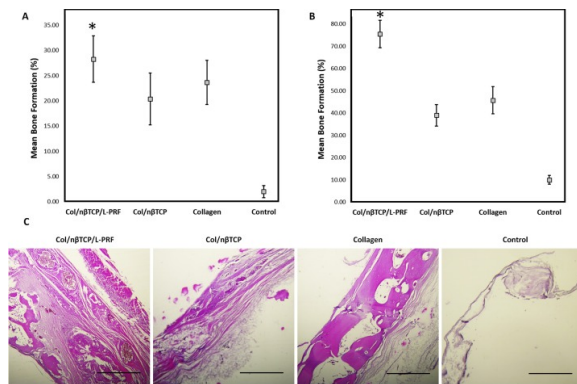 A
Mean Bone Formation (%)
35.00
30.00
25.00
20.00
15.00
10.00
5.00
0.00
*
Col/nβTCP/L-PRF Col/nβTCP Collagen Control
B
Mean Bone Formation (%)
80.00
70.00
60.00
50.00
40.00
30.00
20.00
10.00
0.00
*
Col/nβTCP/L-PRF Col/nβTCP Collagen Control
C
Col/nβTCP/L-PRF Col/nβTCP Collagen Control